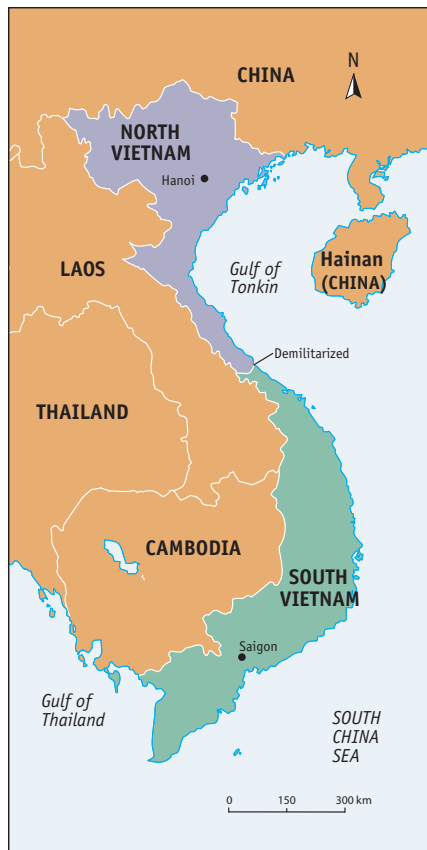 CHINA
N
NORTH
VIETNAM
Hanoi
LAOS
Gulf of
Tonkin
Hainan
(CHINA)
Demilitarized
THAILAND
CAMBODIA
SOUTH
VIETNAM
Saigon
Gulf of
Thailand
SOUTH
CHINA
SEA
0 150 300 km